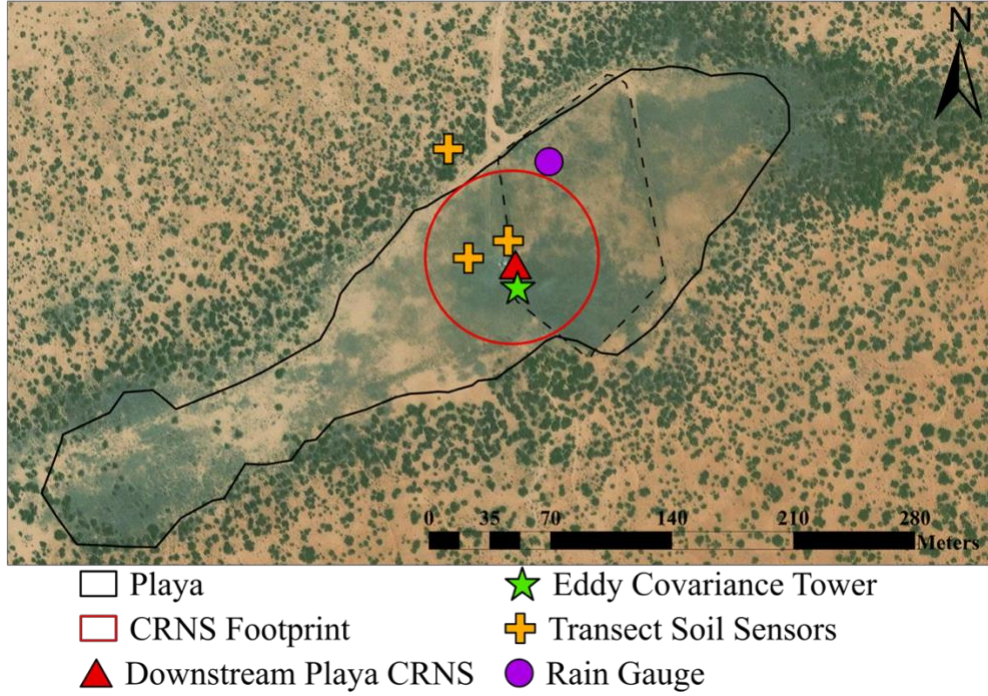 N
0 35 70 140 210 280
Meters
Playa
Eddy Covariance Tower
CRNS Footprint
Transect Soil Sensors
Downstream Playa CRNS
Rain Gauge